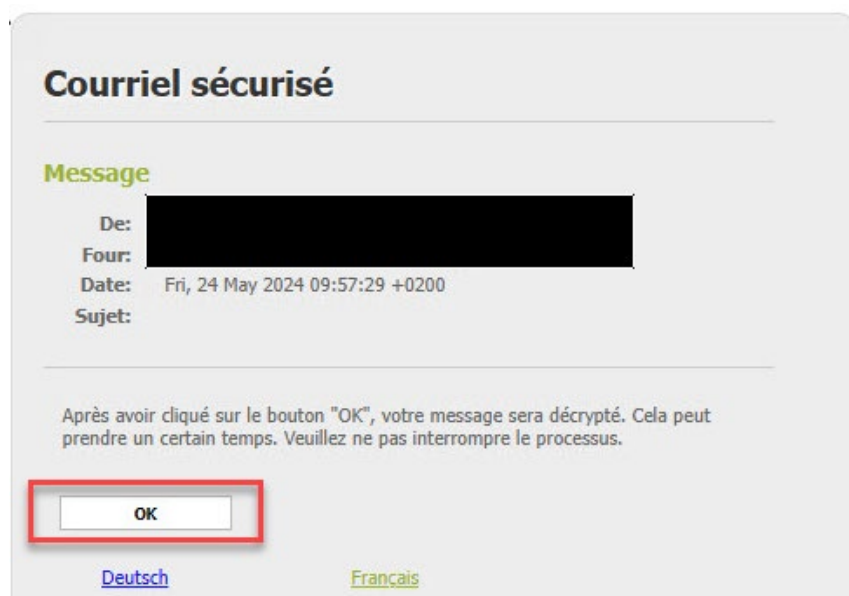 Courriel sécurisé
Message
De:
Four:
Date: Fri, 24 May 2024 09:57:29 +0200
Sujet:
Après avoir cliqué sur le bouton "OK", votre message sera décrypté. Cela peut
prendre un certain temps. Veuillez ne pas interrompre le processus.
OK
Deutsch Français